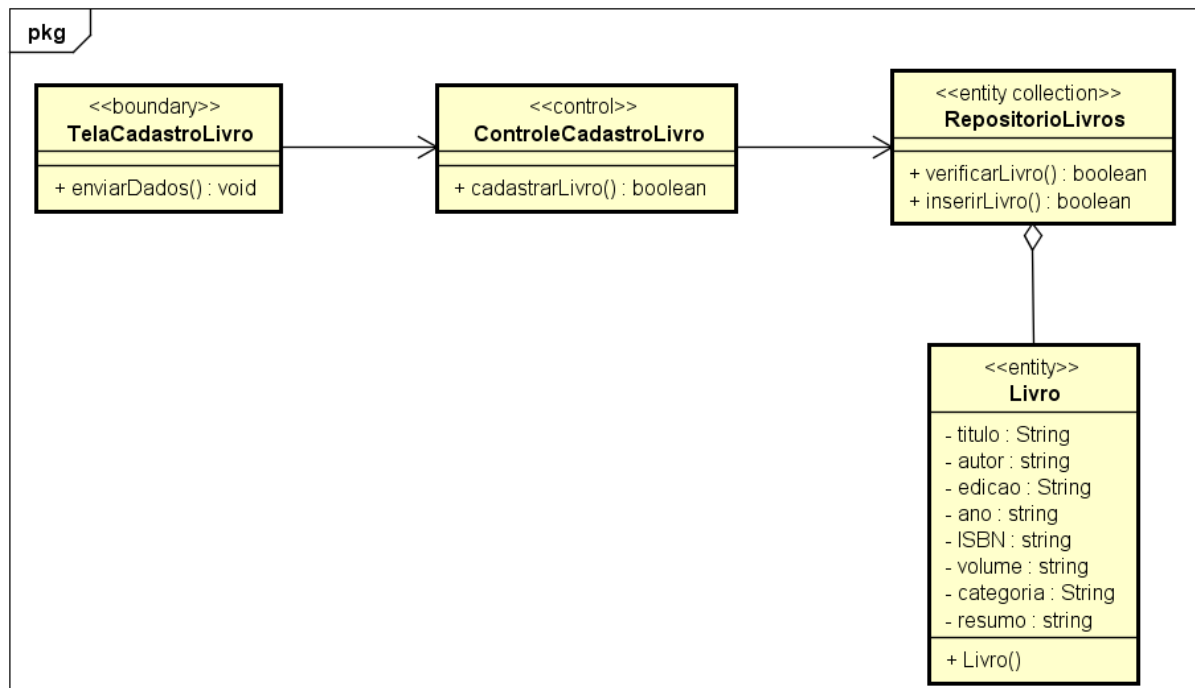 pkg
<<boundary>>
TelaCadastroLivro
+ enviarDados() : void
<<control>>
ControleCadastroLivro
+ cadastrarLivro() : boolean
<<entity collection>>
RepositorioLivros
+ verificarLivro() : boolean
+ inserirLivro() : boolean
<<entity>>
Livro
- titulo : String
- autor : string
- edicao : String
- ano : string
- ISBN : string
- volume : string
- categoria : String
- resumo : string
+ Livro()